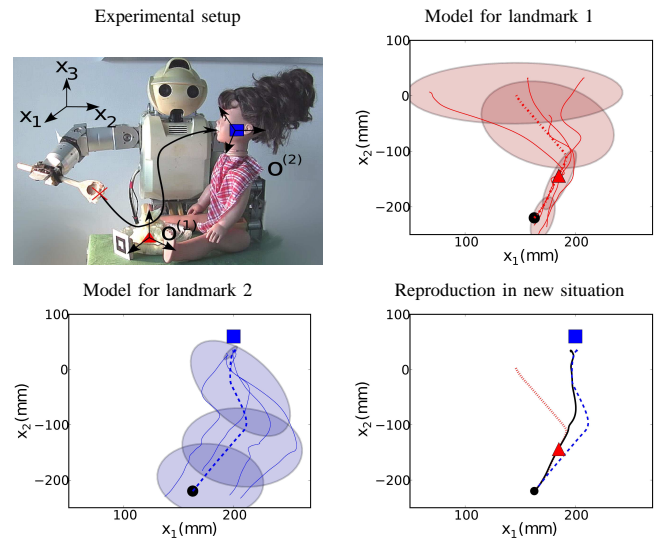 Experimental setup
x₃
x₁
x₂
O⁽²⁾
O⁽¹⁾
Model for landmark 1
100
0
−100
−200
x₂(mm)
100
200
x₁(mm)
Model for landmark 2
100
0
−100
−200
x₂(mm)
100
200
x₁(mm)
Reproduction in new situation
100
0
−100
−200
x₂(mm)
100
200
x₁(mm)